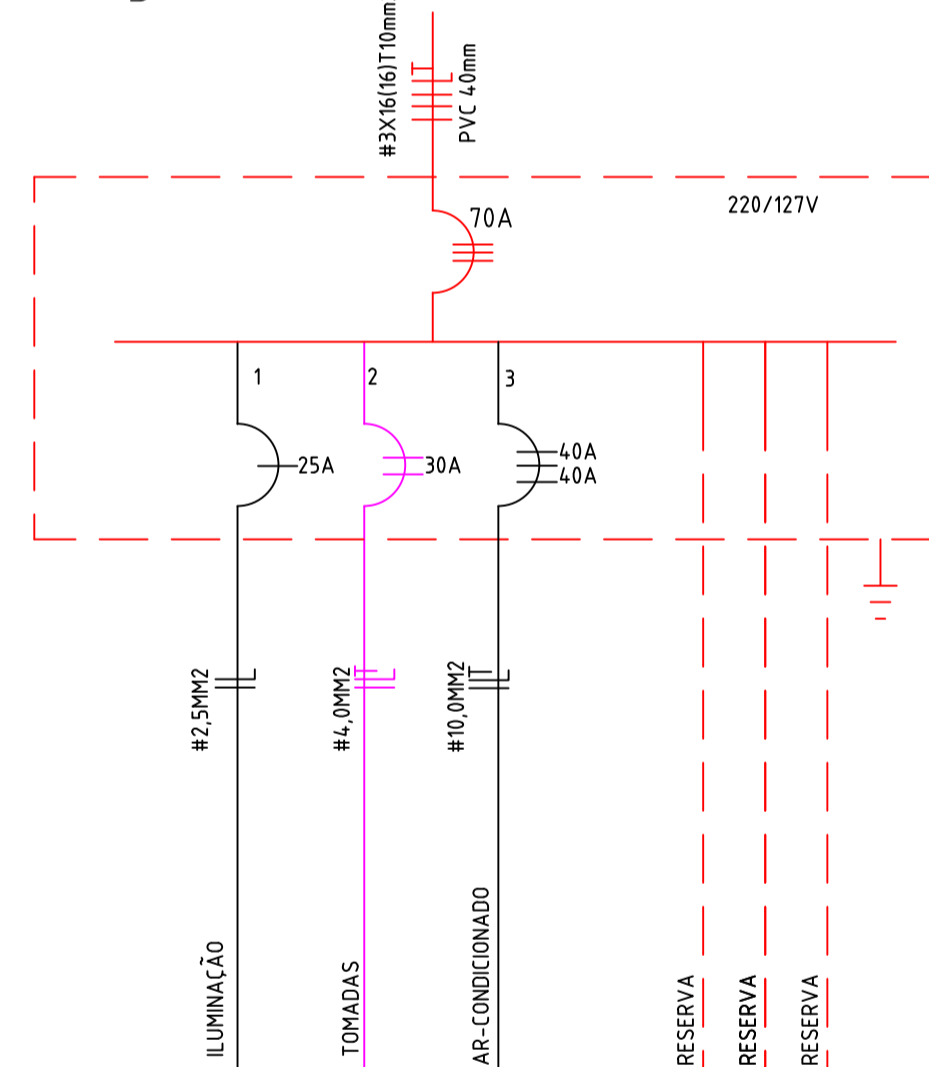 #3X16(16)T10mm
PVC 40mm
220/127V
70A
1
2
3
25A
30A
40A
40A
#2,5MM2
#4,0MM2
#10,0MM2
ILUMINAÇÃO
TOMADAS
AR-CONDICIONADO
RESERVA
RESERVA
RESERVA